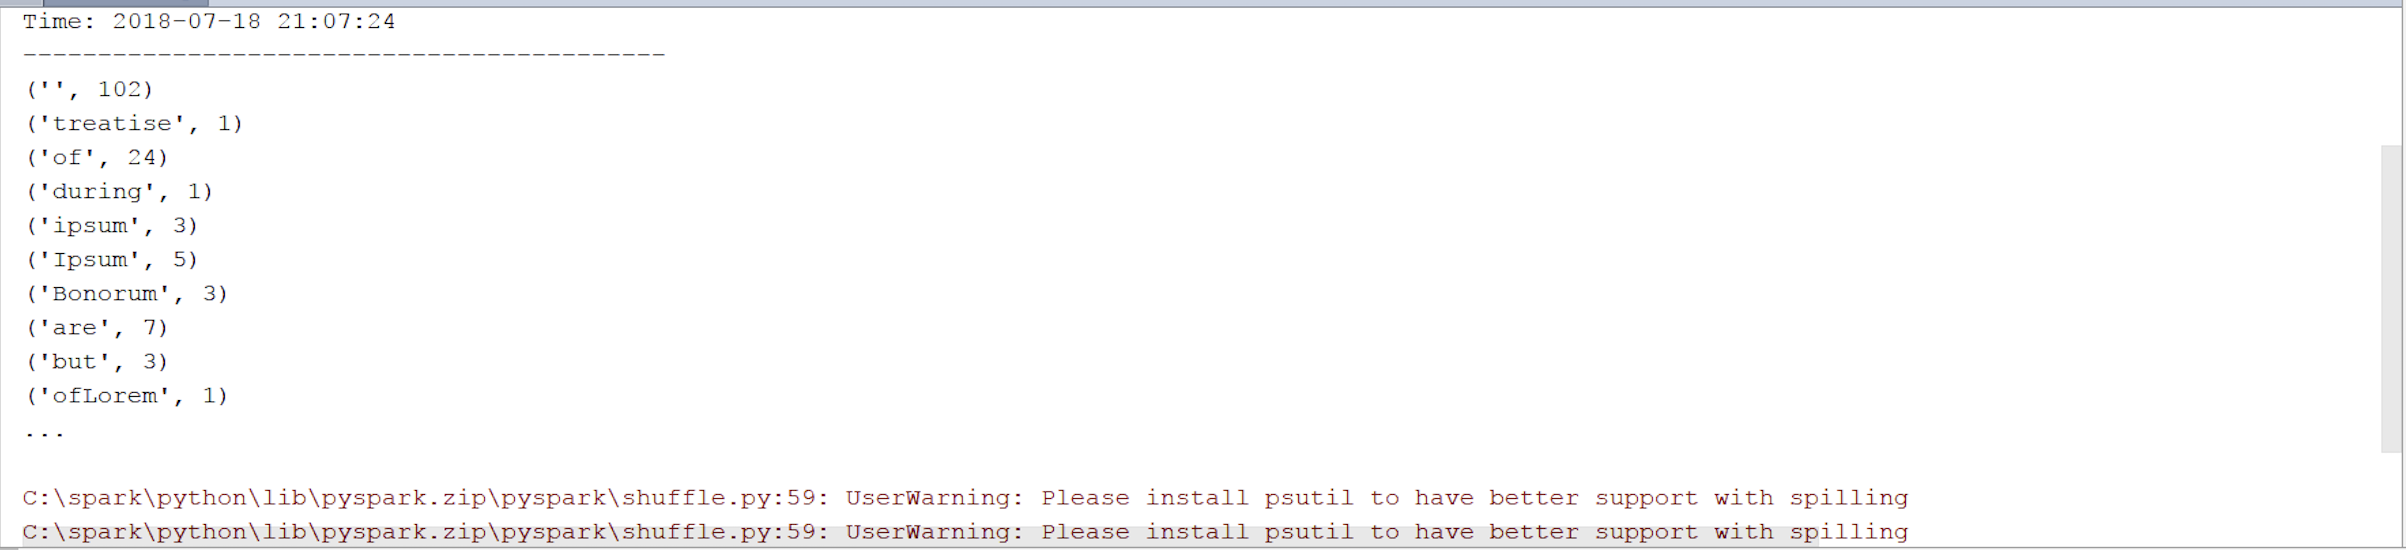 Time: 2018-07-18 21:07:24
-------------------------------------------
('', 102)
('treatise', 1)
('of', 24)
('during', 1)
('ipsum', 3)
('Ipsum', 5)
('Bonorum', 3)
('are', 7)
('but', 3)
('ofLorem', 1)
...
C:\spark\python\lib\pyspark.zip\pyspark\shuffle.py:59: UserWarning: Please install psutil to have better support with spilling
C:\spark\python\lib\pyspark.zip\pyspark\shuffle.py:59: UserWarning: Please install psutil to have better support with spilling